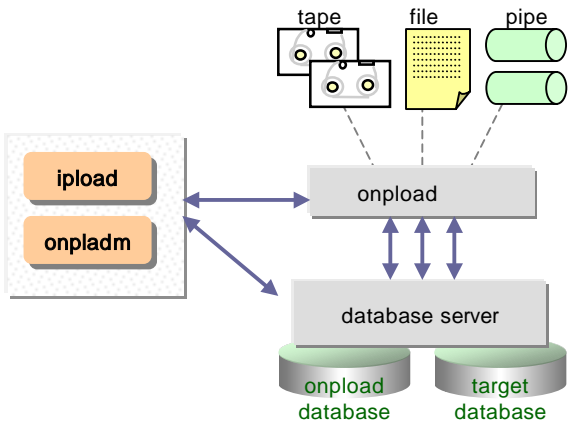 tape
file
pipe
ipload
onpladm
onpload
database server
onpload
database
target
database